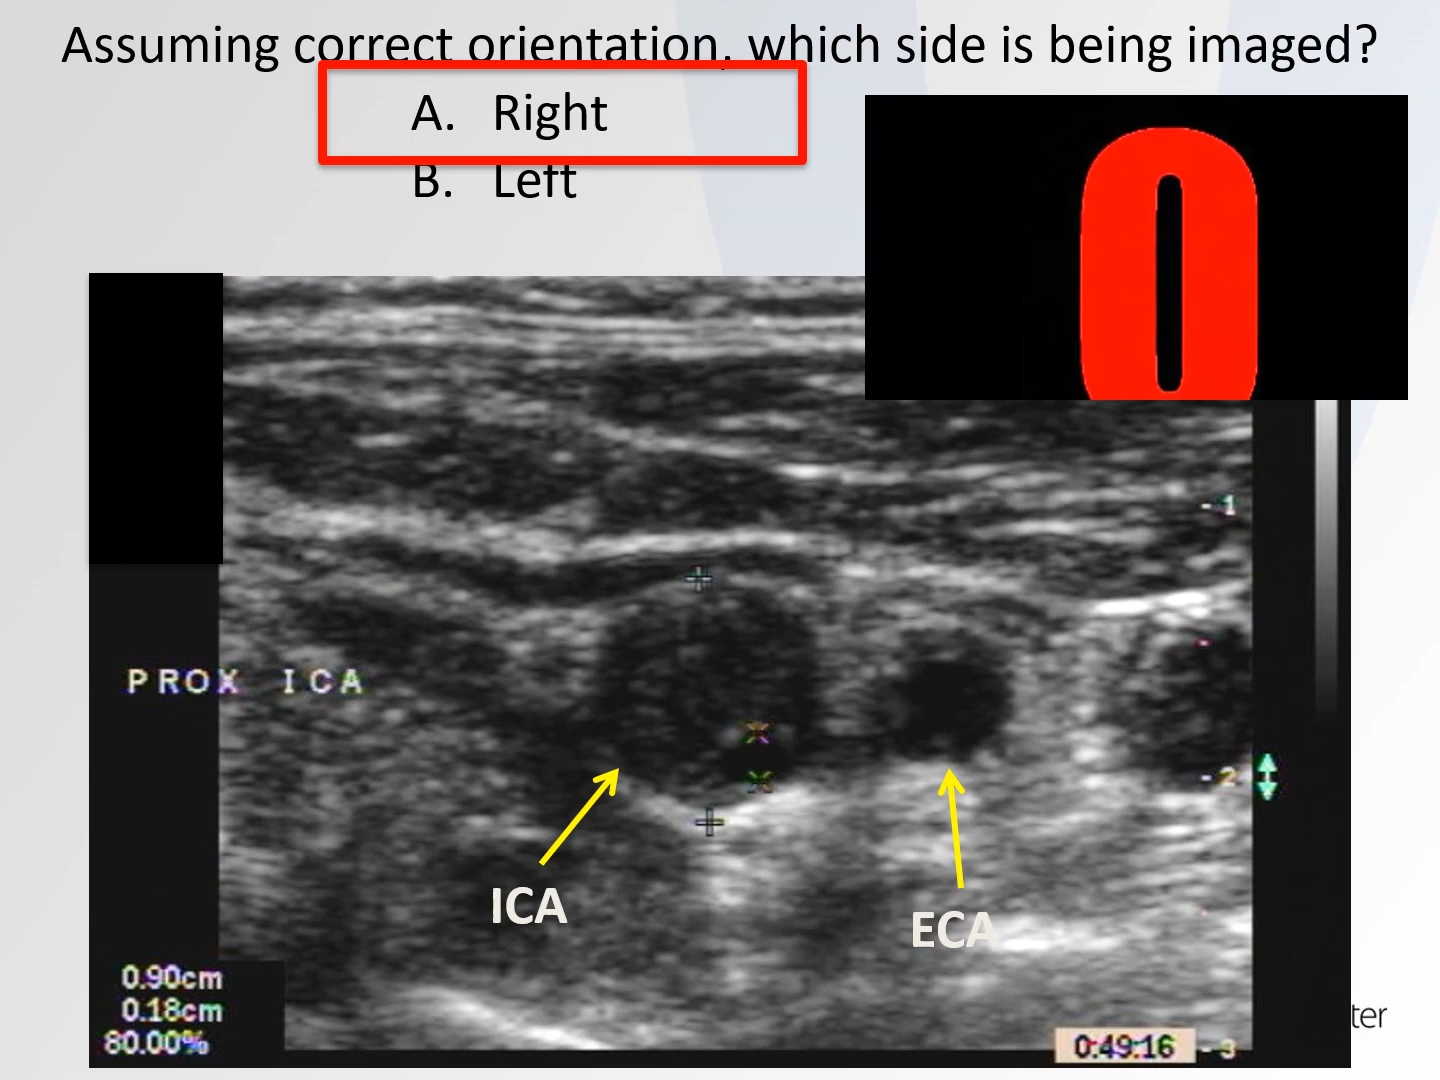 Assuming correct orientation, which side is being imaged?
A. Right
B. Left
0
-1
PROX ICA
-2
ICA
ECA
0.90cm
0.18cm
80.00%
0:49:16
-3
ter